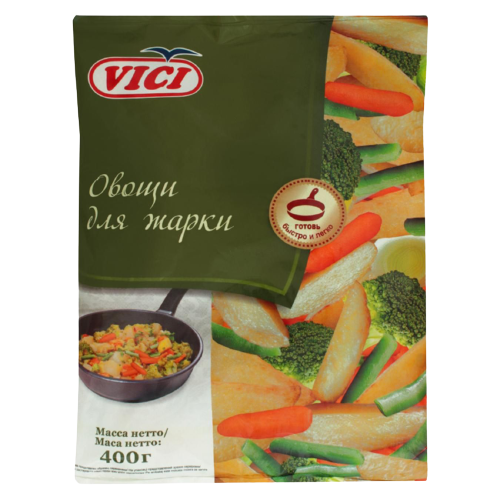 VICI
Овощи
для жарки
ГОТОВЬ
быстро и легко
Масса нетто/
Маса нетто:
400г